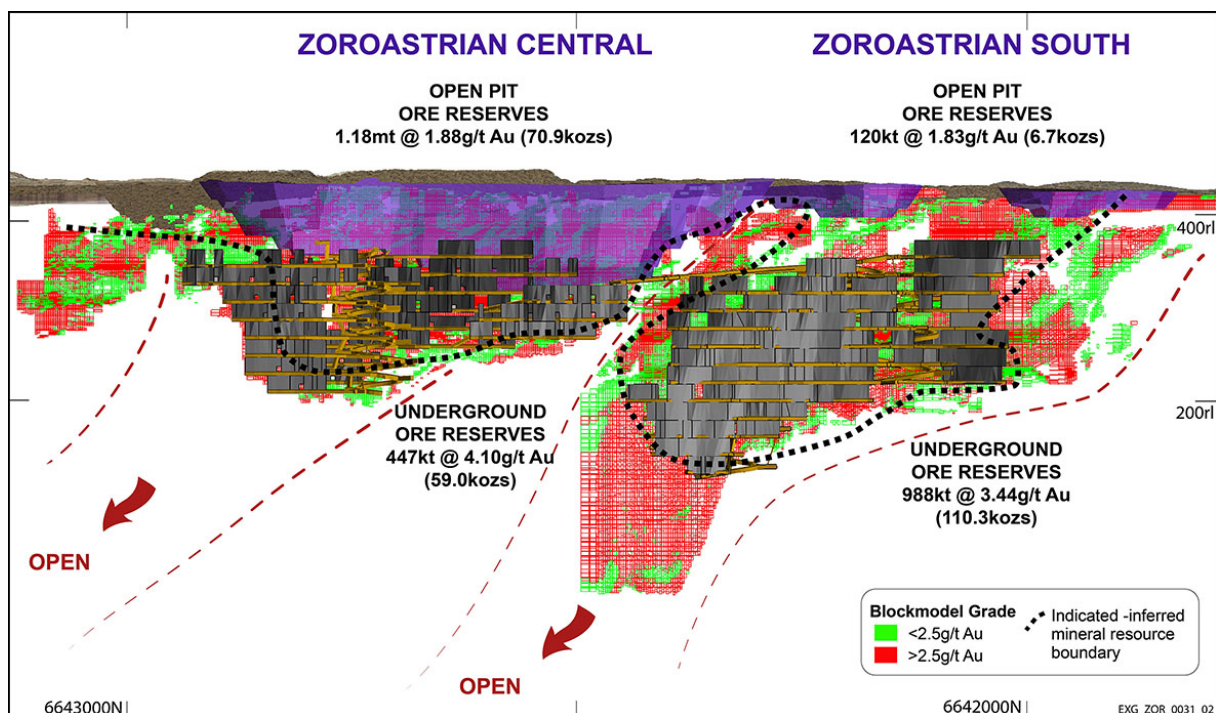 ZOROASTRIAN CENTRAL
ZOROASTRIAN SOUTH
OPEN PIT
ORE RESERVES
1.18mt @ 1.88g/t Au (70.9kozs)
OPEN PIT
ORE RESERVES
120kt @ 1.83g/t Au (6.7kozs)
400rl
200rl
UNDERGROUND
ORE RESERVES
447kt @ 4.10g/t Au
(59.0kozs)
UNDERGROUND
ORE RESERVES
988kt @ 3.44g/t Au
(110.3kozs)
OPEN
OPEN
Blockmodel Grade
<2.5g/t Au
>2.5g/t Au
Indicated -inferred
mineral resource
boundary
6643000N
6642000N
EXG_ZOR_0031_02